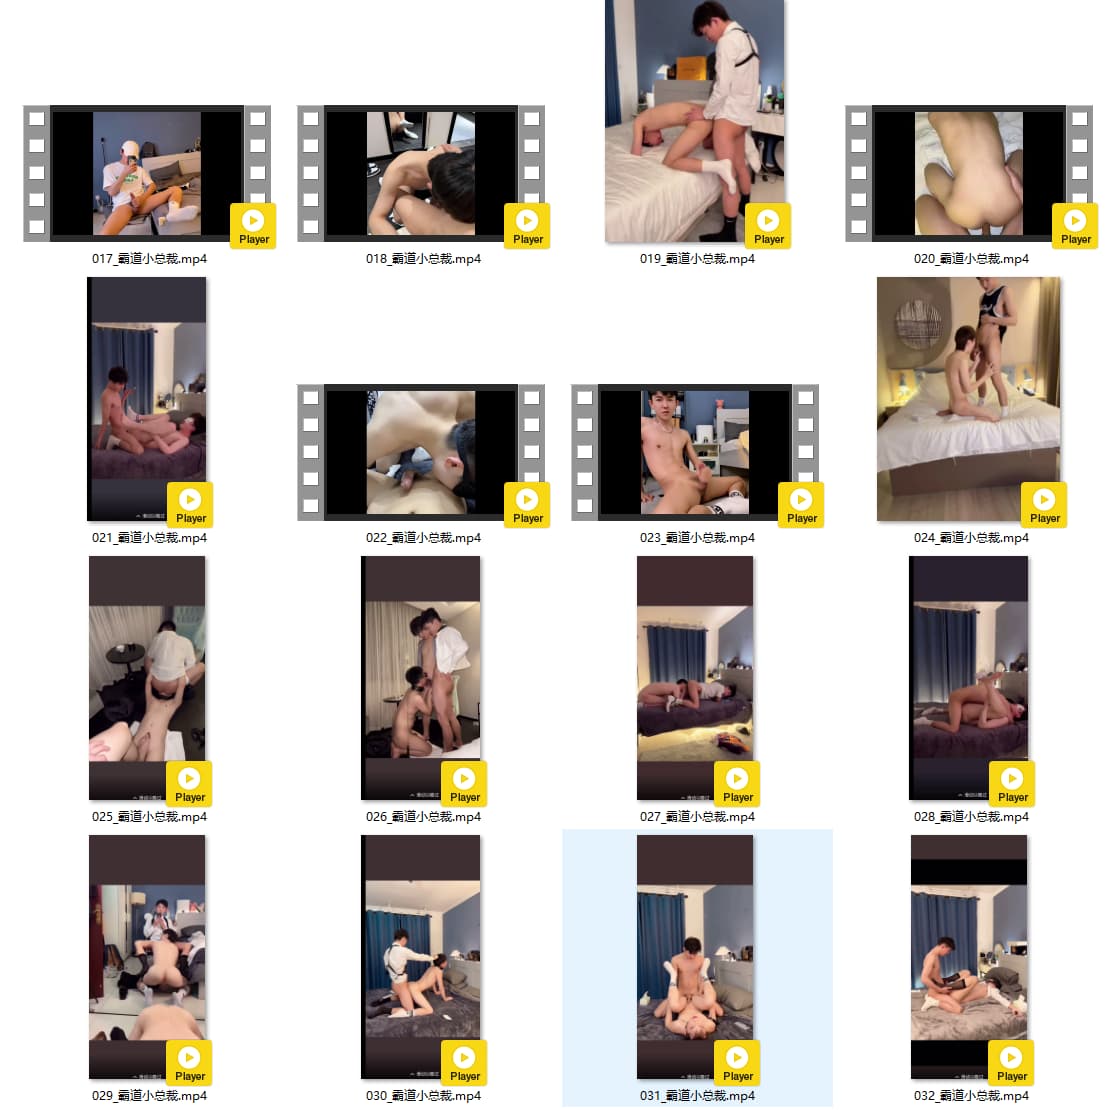 Player
Player
Player
Player
017_霸道小总裁.mp4
018_霸道小总裁.mp4
019_霸道小总裁.mp4
020_霸道小总裁.mp4
Player
Player
Player
Player
021_霸道小总裁.mp4
022_霸道小总裁.mp4
023_霸道小总裁.mp4
024_霸道小总裁.mp4
Player
Player
Player
Player
025_霸道小总裁.mp4
026_霸道小总裁.mp4
027_霸道小总裁.mp4
028_霸道小总裁.mp4
Player
Player
Player
Player
029_霸道小总裁.mp4
030_霸道小总裁.mp4
031_霸道小总裁.mp4
032_霸道小总裁.mp4